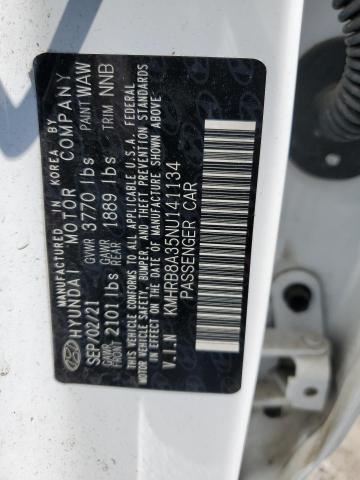 MANUFACTURED IN KOREA BY
HYUNDAI MOTOR COMPANY
SEP/02/21 GVWR 3770 lbs PAINT WAW
GAWR FRONT 2101 lbs GAWR REAR 1889 lbs TRIM NNB
THIS VEHICLE CONFORMS TO ALL APPLICABLE U.S.A. FEDERAL
MOTOR VEHICLE SAFETY, BUMPER, AND THEFT PREVENTION STANDARDS
IN EFFECT ON THE DATE OF MANUFACTURE SHOWN ABOVE
V.I.N KMHRB8A35NU141134
PASSENGER CAR